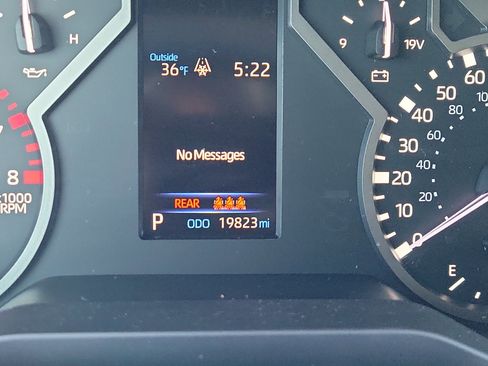 H
Outside
36°F
5:22
No Messages
REAR
P
ODO 19823 mi
8
x1000
RPM
9
19V
60
50
40
30
20
10
0
80
60
40
20
E